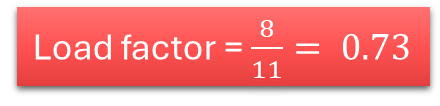 Load factor = 8/11 = 0.73